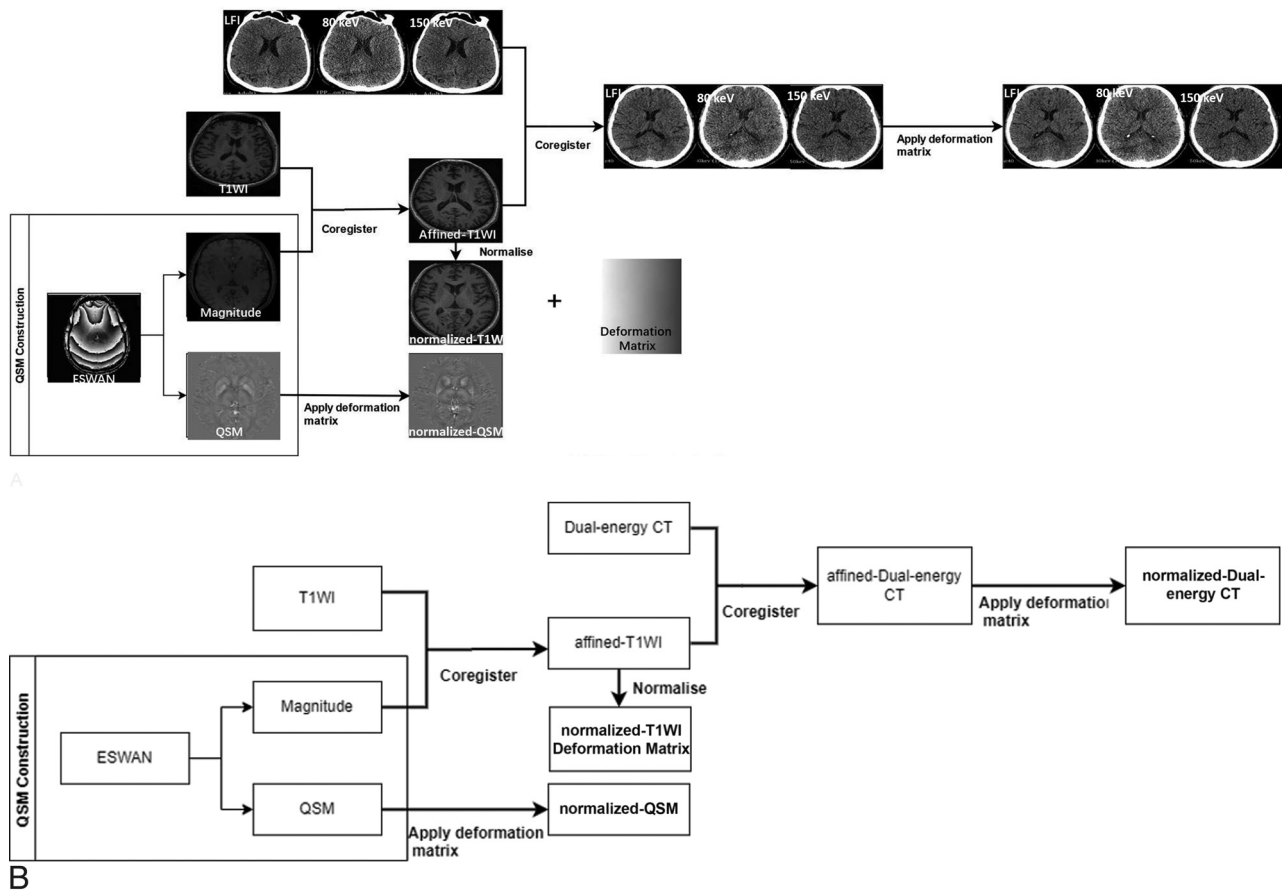 LFI 80 keV 150 keV
LFI 80 keV 150 keV
LFI 80 keV 150 keV
Coregister
Apply deformation
matrix
T1WI
Coregister
Affined-T1WI
Normalise
QSM Construction
Magnitude
ESWAN
normalized-T1W
+
Deformation
Matrix
QSM
Apply deformation
matrix
normalized-QSM
A
Dual-energy CT
T1WI
affined-Dual-energy
CT
normalized-Dual-
energy CT
Coregister
Apply deformation
matrix
affined-T1WI
Coregister
Normalise
QSM Construction
Magnitude
normalized-T1WI
Deformation Matrix
ESWAN
QSM
normalized-QSM
Apply deformation
matrix
B